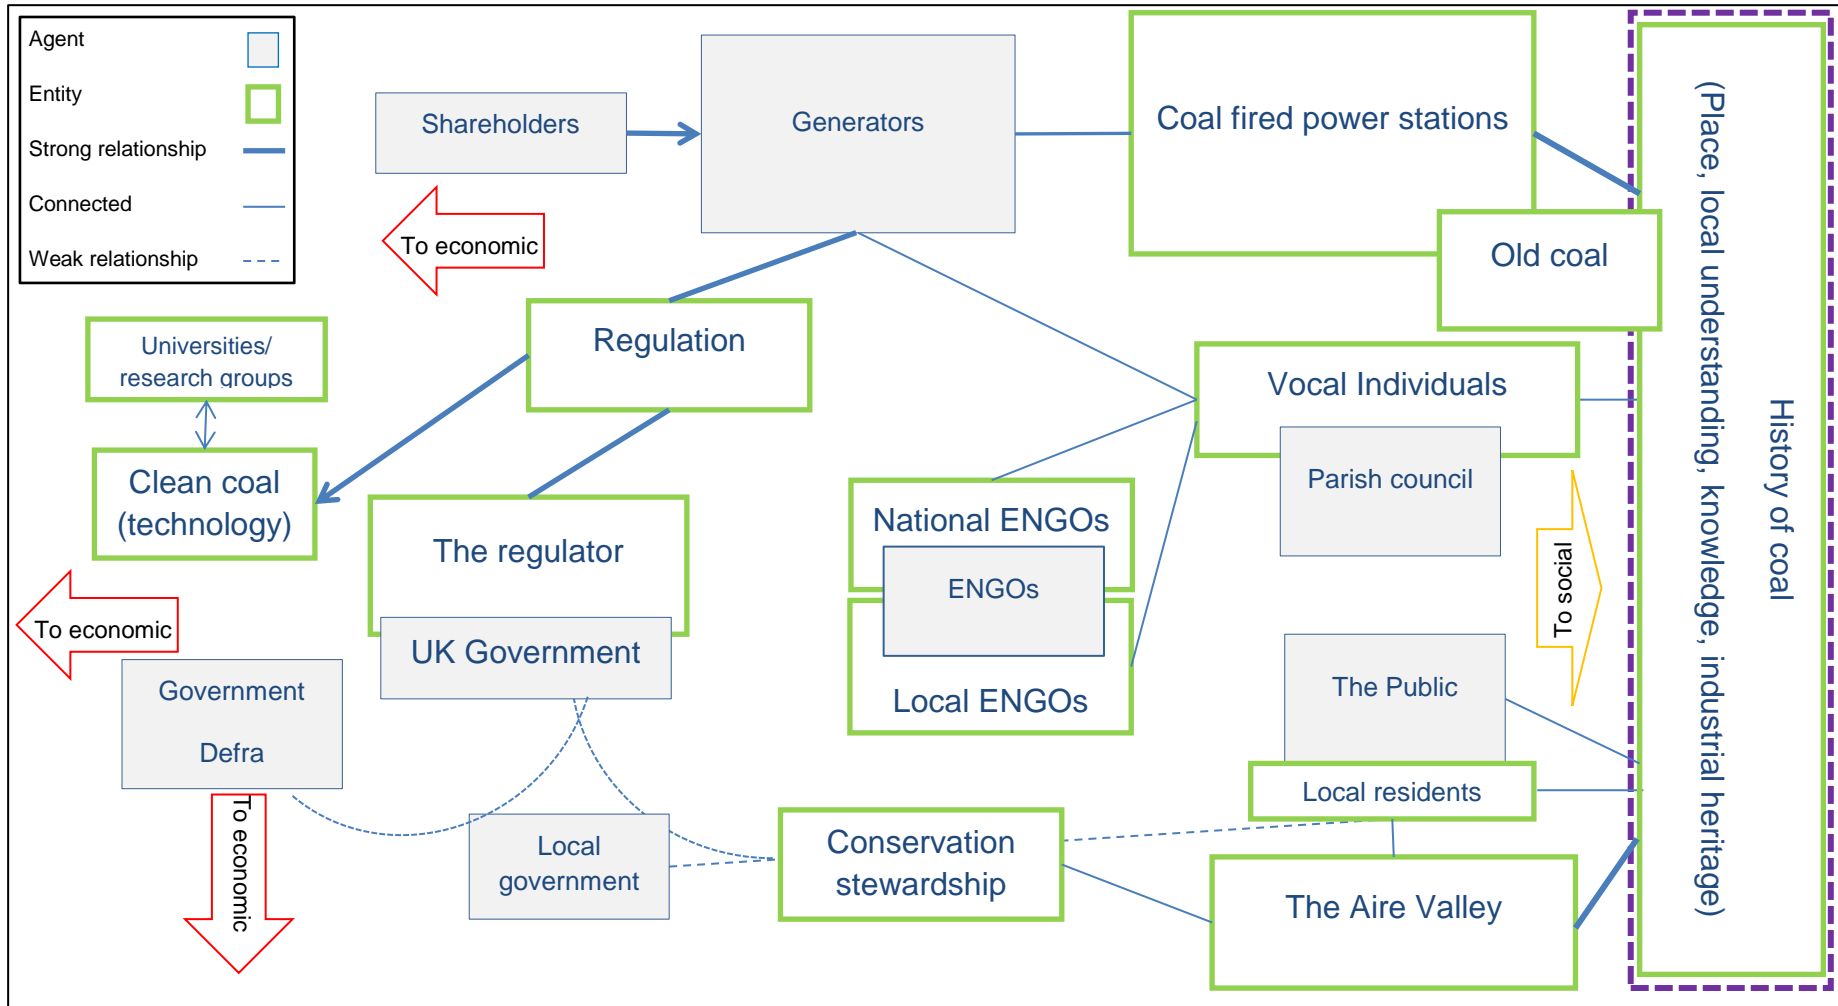 Agent
Entity
Strong relationship
Connected
Weak relationship
Shareholders
Generators
Coal fired power stations
Old coal
To economic
Regulation
Universities/
research groups
Clean coal
(technology)
The regulator
UK Government
To economic
Government
Defra
To economic
Local
government
National ENGOs
ENGOs
Local ENGOs
Vocal Individuals
Parish council
To social
The Public
Local residents
Conservation
stewardship
The Aire Valley
History of coal
(Place, local understanding, knowledge, industrial heritage)